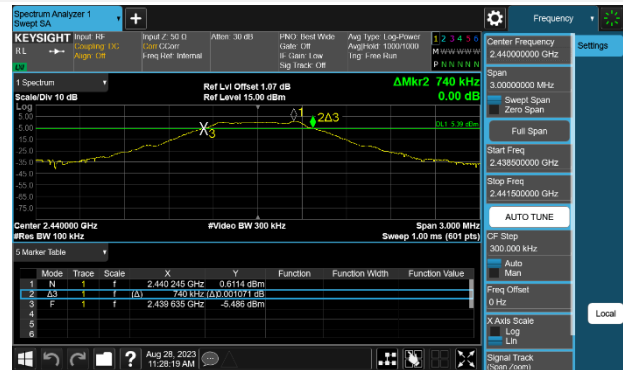 Spectrum Analyzer 1
Swept SA
+
Frequency
KEYSIGHT Input: RF
RL
Coupling: DC
Align: Off
Input Z: 50 Ω
Corr CCorr
Freq Ref: Internal
Atten: 30 dB
PNO: Best Wide
Gate: Off
IF Gain: Low
Sig Track: Off
Avg Type: Log-Power
Avg|Hold: 1000/1000
Trig: Free Run
1 2 3 4 5 6
M W W W W W
P N N N N N
1 Spectrum
Scale/Div 10 dB
Ref Lvl Offset 1.07 dB
Ref Level 15.00 dBm
ΔMkr2 740 kHz
0.00 dB
Log
5.00
-5.00
-15.0
-25.0
-35.0
-45.0
-55.0
-65.0
-75.0
1
2Δ3
3
Center 2.440000 GHz
#Res BW 100 kHz
#Video BW 300 kHz
Span 3.000 MHz
Sweep 1.00 ms (601 pts)
5 Marker Table
Mode Trace Scale X Y Function Function Width Function Value
1 N 1 f 2.440 245 GHz 0.6114 dBm
2 Δ3 1 f (Δ) 740 kHz (Δ)0.001071 dB
3 F 1 f 2.439 635 GHz -5.486 dBm
4
5
6
Aug 28, 2023
11:28:19 AM
?
Center Frequency
2.440000000 GHz
Settings
Span
3.00000000 MHz
Swept Span
Zero Span
Full Span
Start Freq
2.438500000 GHz
Stop Freq
2.441500000 GHz
AUTO TUNE
CF Step
300.000 kHz
Auto
Man
Freq Offset
0 Hz
X Axis Scale
Log
Lin
Local
Signal Track
(Span Zoom)